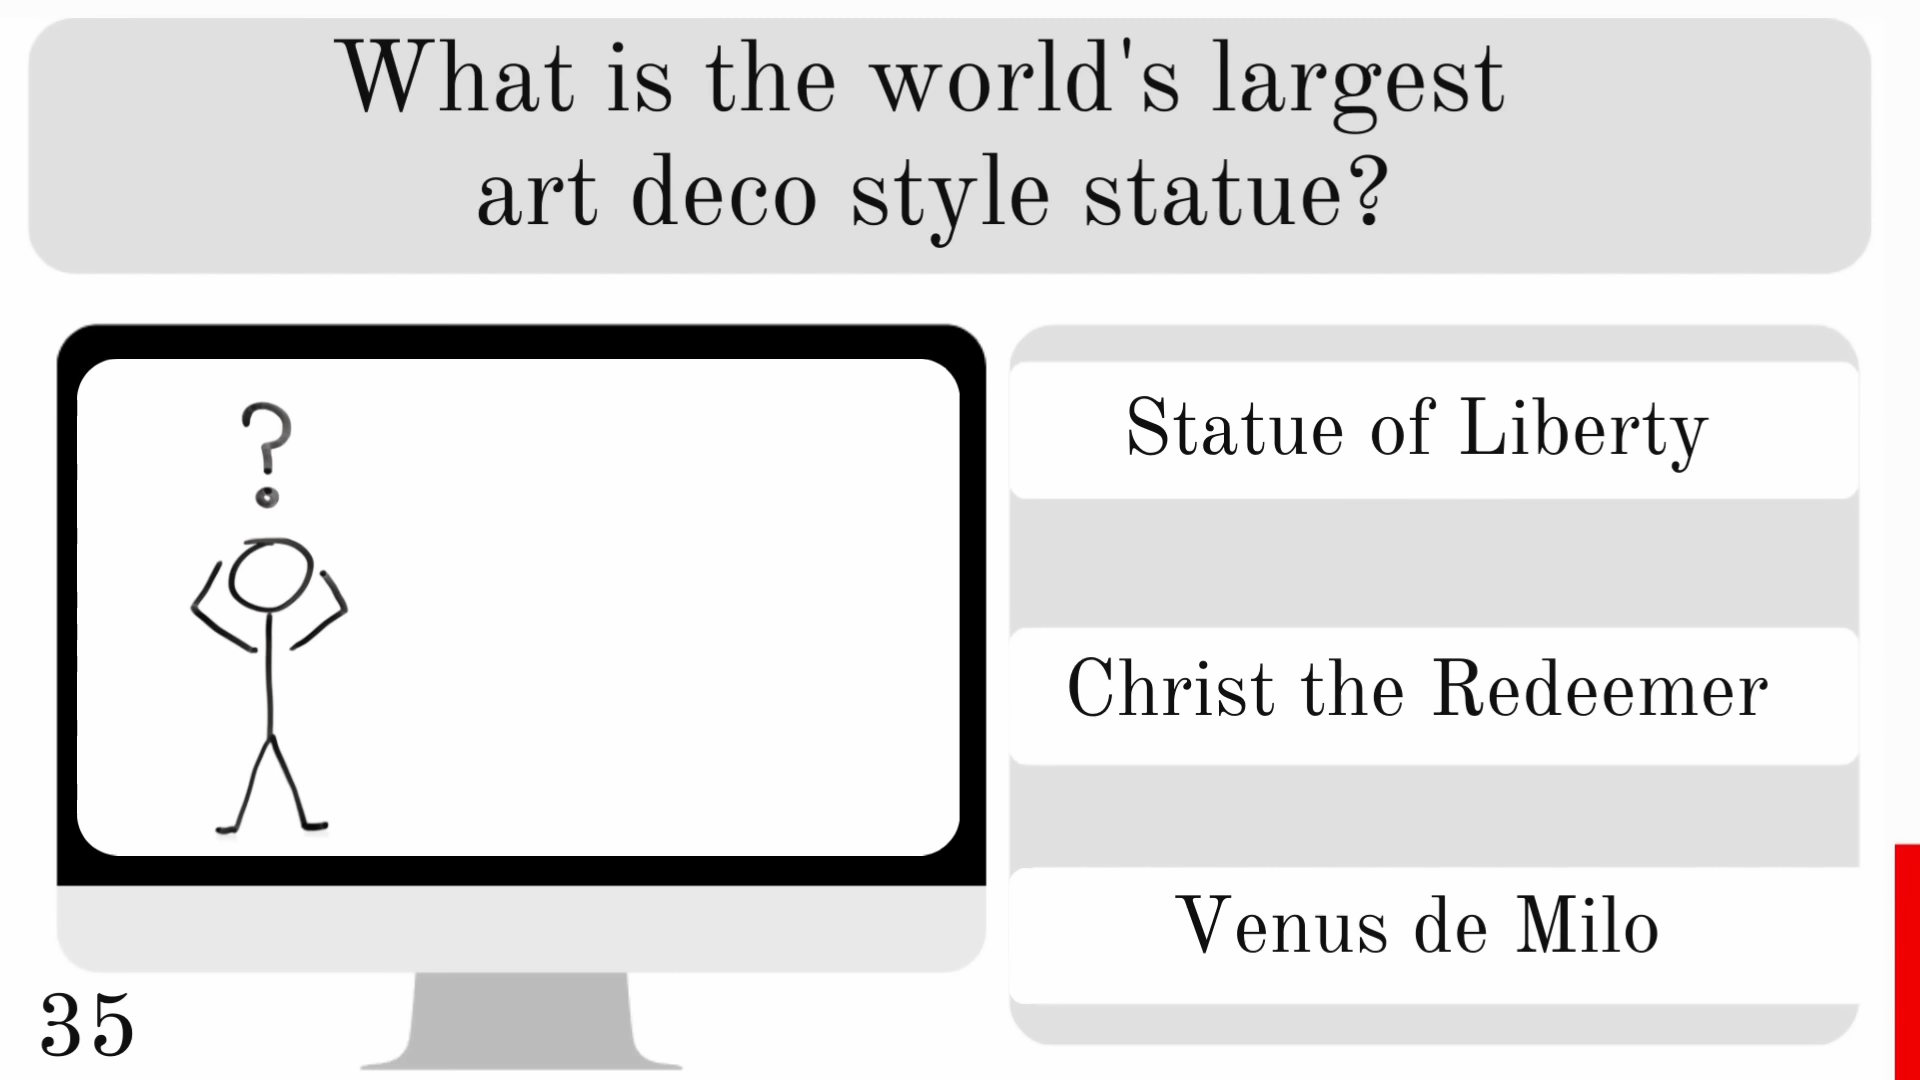 What is the world's largest
art deco style statue?
?
Statue of Liberty
Christ the Redeemer
Venus de Milo
35